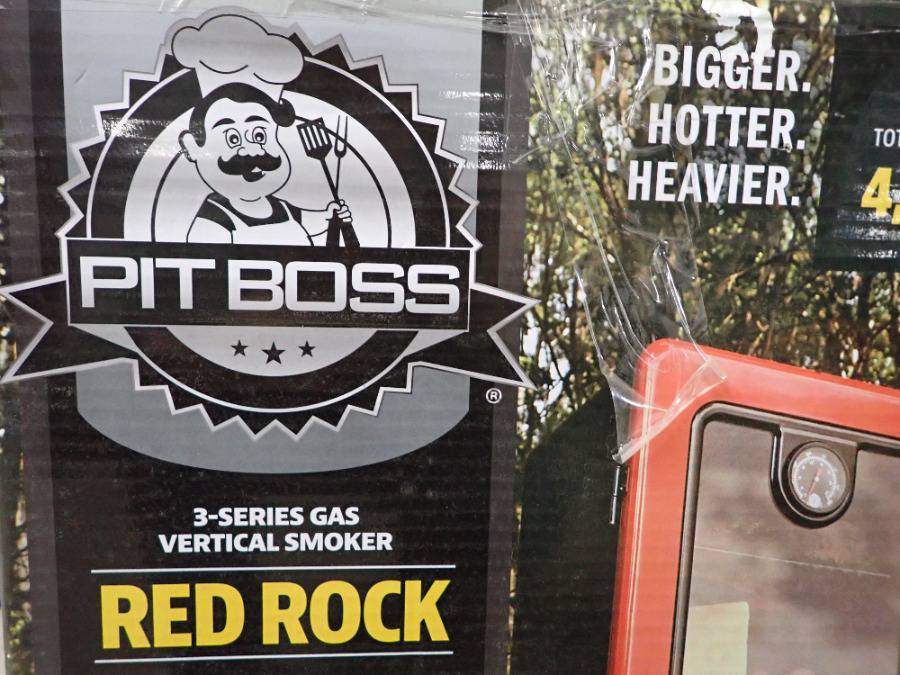 PIT BOSS
®
3-SERIES GAS
VERTICAL SMOKER
RED ROCK
BIGGER.
HOTTER.
HEAVIER.